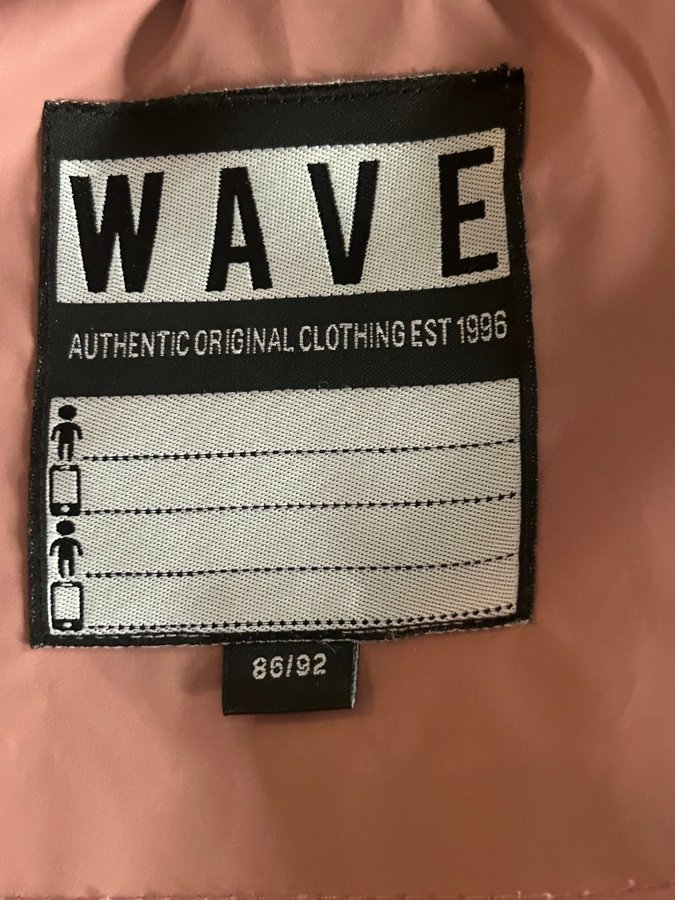 WAVE
AUTHENTIC ORIGINAL CLOTHING EST 1996
86/92